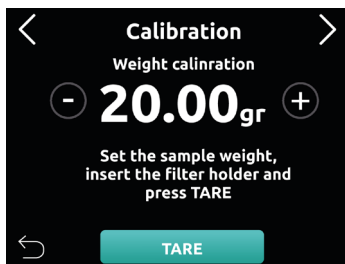 Calibration
Weight calinration
- 20.00gr +
Set the sample weight,
insert the filter holder and
press TARE
TARE